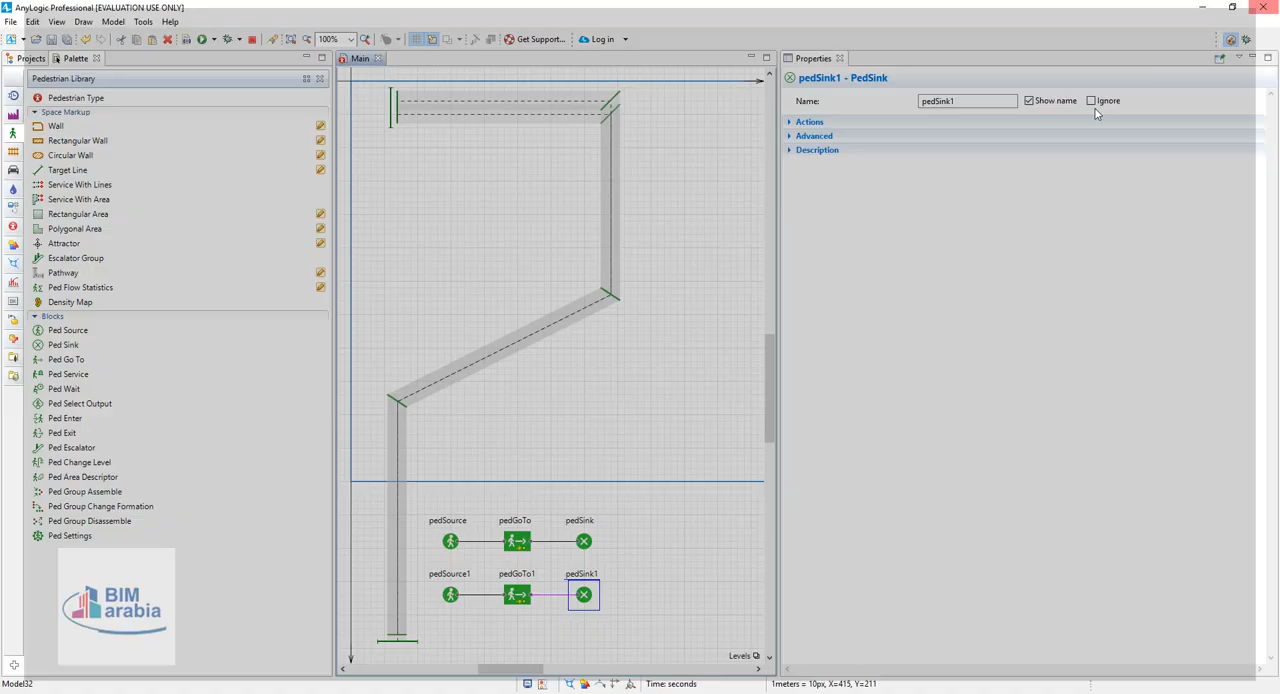 AnyLogic Professional [EVALUATION USE ONLY]
File Edit View Draw Model Tools Help
100% Get Support... Log in
Projects Palette
Main
Properties
Pedestrian Library
Pedestrian Type
Space Markup
Wall
Rectangular Wall
Circular Wall
Target Line
Service With Lines
Service With Area
Rectangular Area
Polygonal Area
Attractor
Escalator Group
Pathway
Ped Flow Statistics
Density Map
Blocks
Ped Source
Ped Sink
Ped Go To
Ped Service
Ped Wait
Ped Select Output
Ped Enter
Ped Exit
Ped Escalator
Ped Change Level
Ped Area Descriptor
Ped Group Assemble
Ped Group Change Formation
Ped Group Disassemble
Ped Settings
BIM
arabia
pedSource pedGoTo pedSink
pedSource1 pedGoTo1 pedSink1
Levels
pedSink1 - PedSink
Name: pedSink1 Show name Ignore
Actions
Advanced
Description
Model32
Time: seconds
1meters = 10px, X=415, Y=211